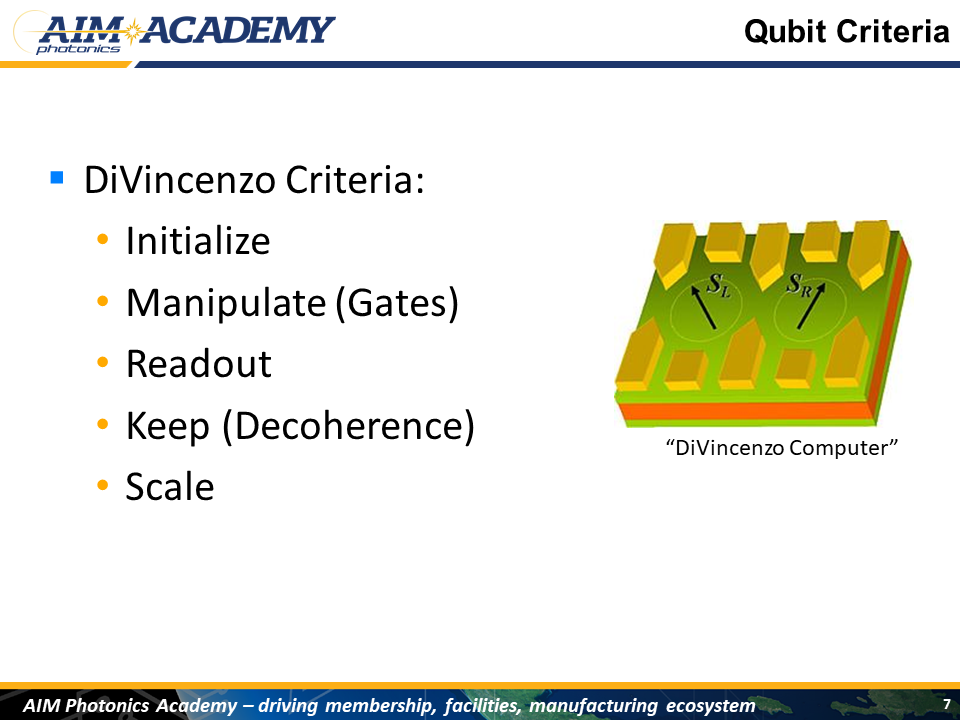 AIM ACADEMY
photonics
Qubit Criteria
DiVincenzo Criteria:
Initialize
Manipulate (Gates)
Readout
Keep (Decoherence)
Scale
S_L S_R
“DiVincenzo Computer”
AIM Photonics Academy – driving membership, facilities, manufacturing ecosystem 7